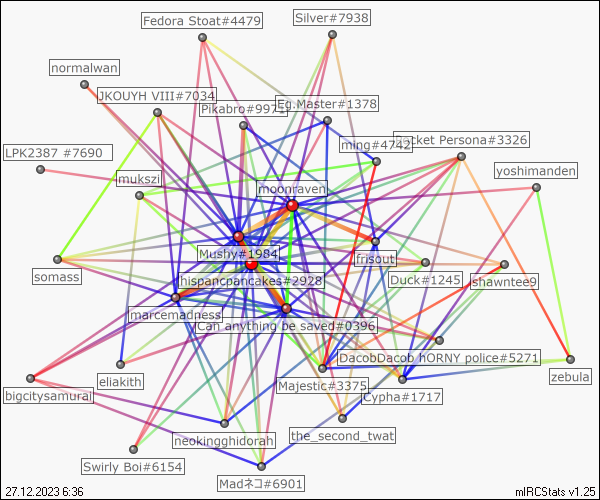 Fedora Stoat#4479
Silver#7938
normalwan
JKOUYH VIII#7034
Pikabro#997
Eg.Master#1378
ming#4742
cket Persona#3326
LPK2387 #7690
mukszi
moonraven
yoshimanden
Mushy#1984
frisout
somass
hispancpancakes#2928
Duck#1245
shawntee9
marcemadness
Can anything be saved#0396
DacobDacob hORNY police#5271
zebula
bigcitysamurai
eliakith
Majestic#3375
Cypha#1717
neokingghidorah
the_second_twat
Swirly Boi#6154
Madネコ#6901
27.12.2023 6:36
mIRCStats v1.25